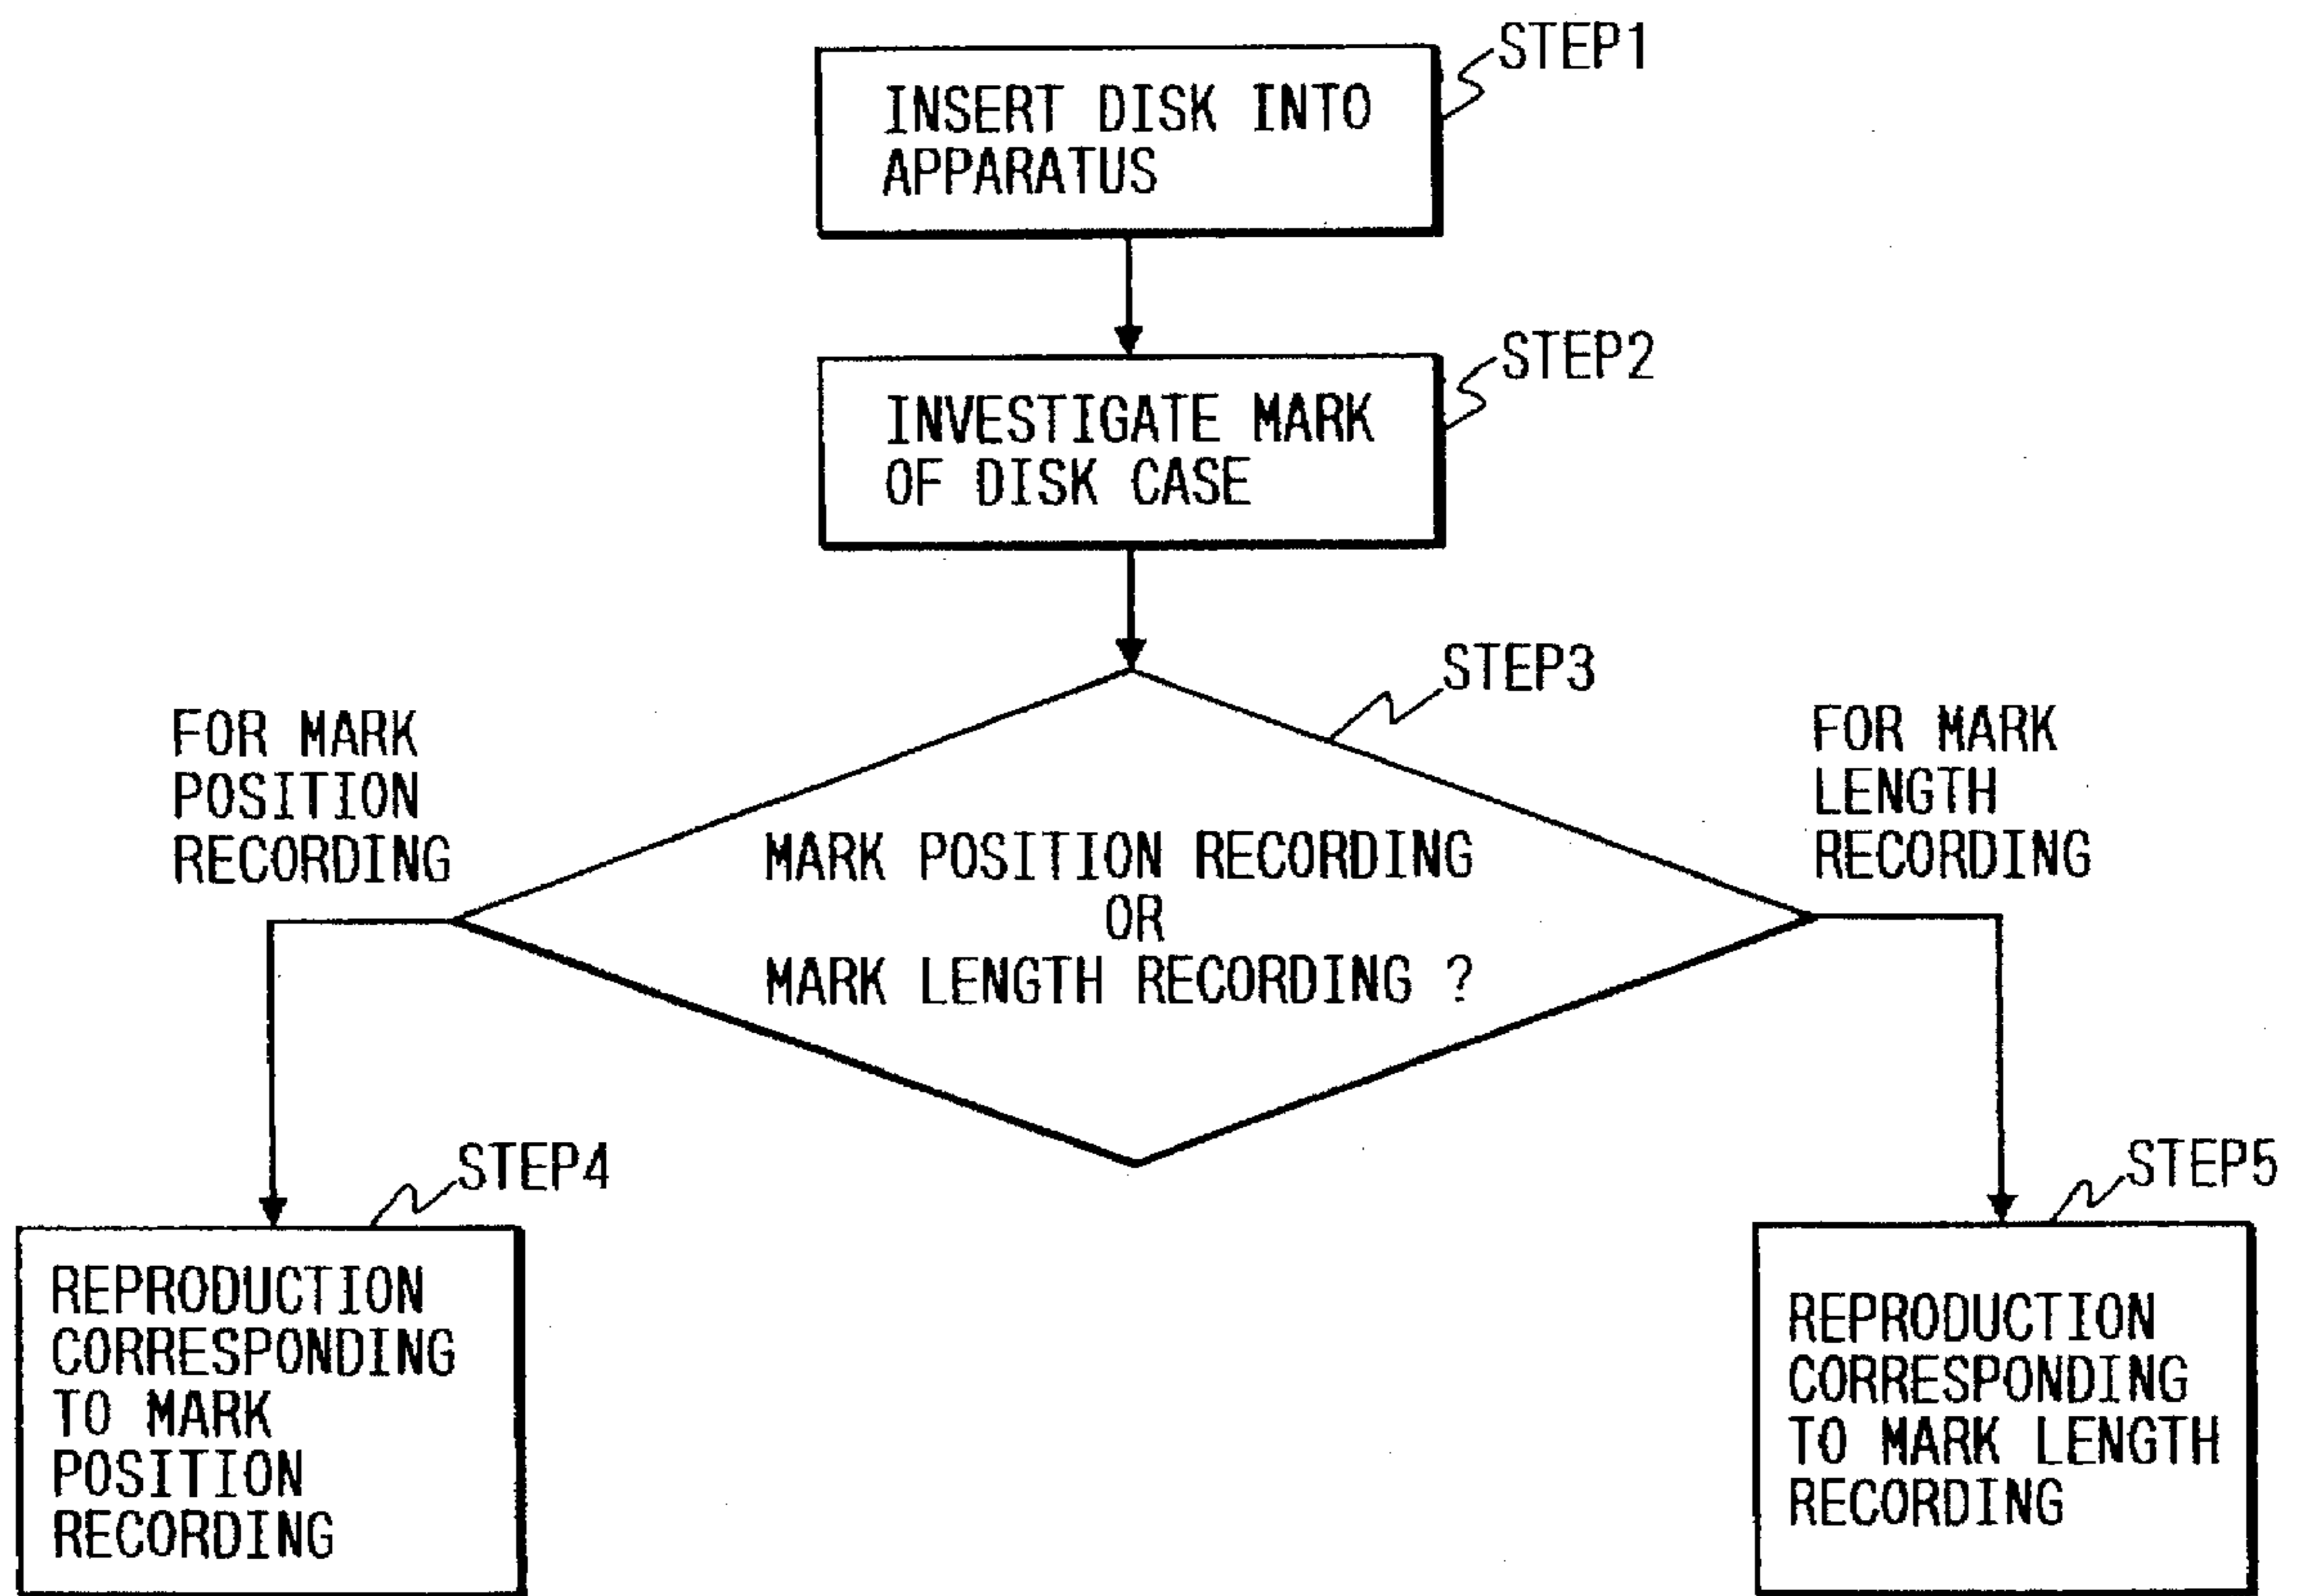 STEP1
INSERT DISK INTO
APPARATUS
STEP2
INVESTIGATE MARK
OF DISK CASE
STEP3
FOR MARK
POSITION
RECORDING
MARK POSITION RECORDING
OR
MARK LENGTH RECORDING ?
FOR MARK
LENGTH
RECORDING
STEP4
REPRODUCTION
CORRESPONDING
TO MARK
POSITION
RECORDING
STEP5
REPRODUCTION
CORRESPONDING
TO MARK LENGTH
RECORDING